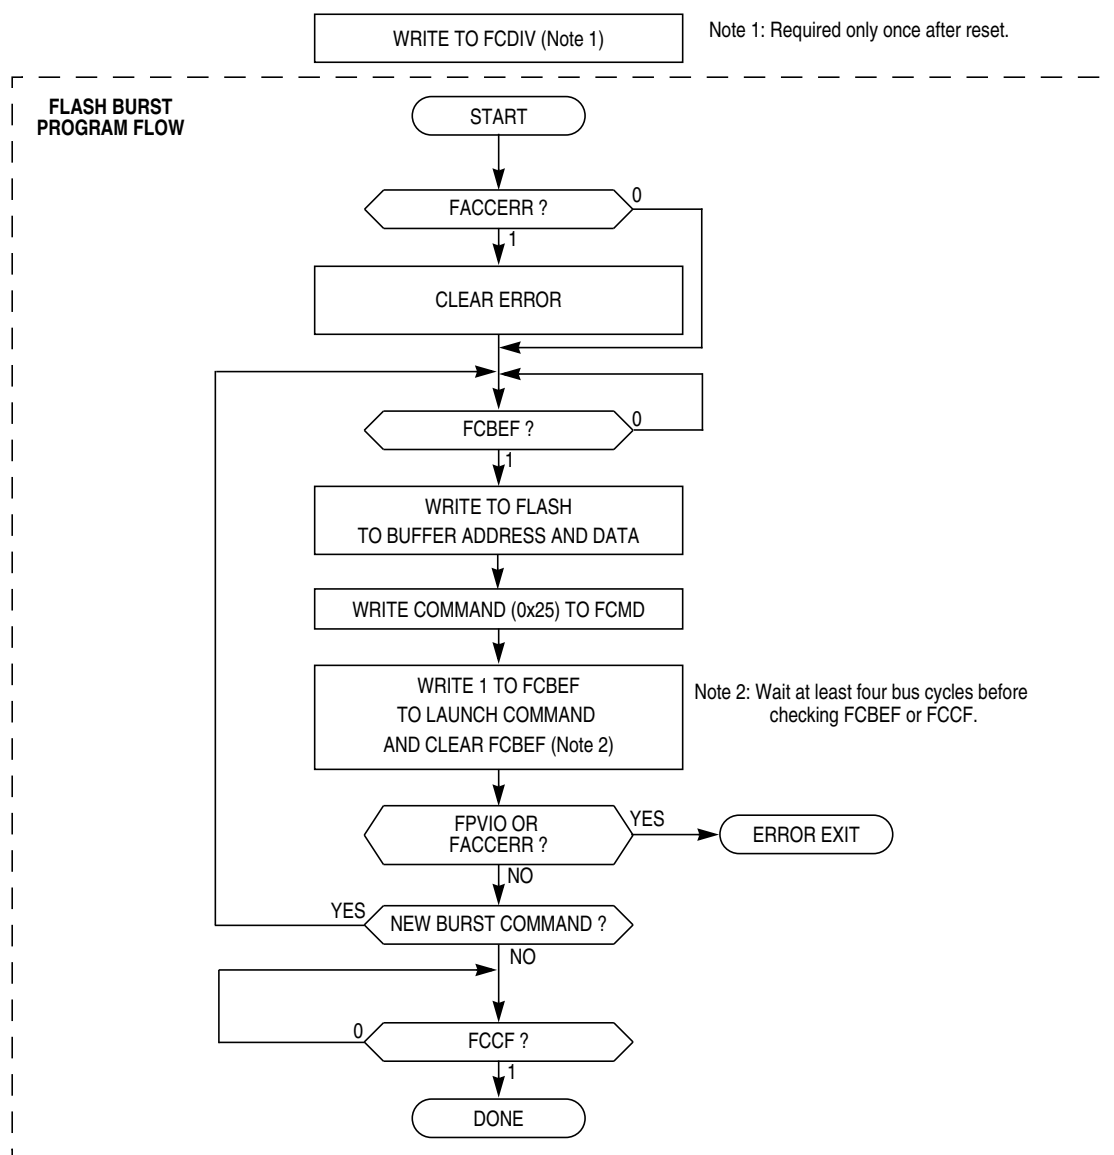 WRITE TO FCDIV (Note 1)
Note 1: Required only once after reset.
FLASH BURST
PROGRAM FLOW
START
FACCERR ?
0
1
CLEAR ERROR
FCBEF ?
0
1
WRITE TO FLASH
TO BUFFER ADDRESS AND DATA
WRITE COMMAND (0x25) TO FCMD
WRITE 1 TO FCBEF
TO LAUNCH COMMAND
AND CLEAR FCBEF (Note 2)
Note 2: Wait at least four bus cycles before
checking FCBEF or FCCF.
FPVIO OR
FACCERR ?
YES
ERROR EXIT
NO
YES
NEW BURST COMMAND ?
NO
0
FCCF ?
1
DONE